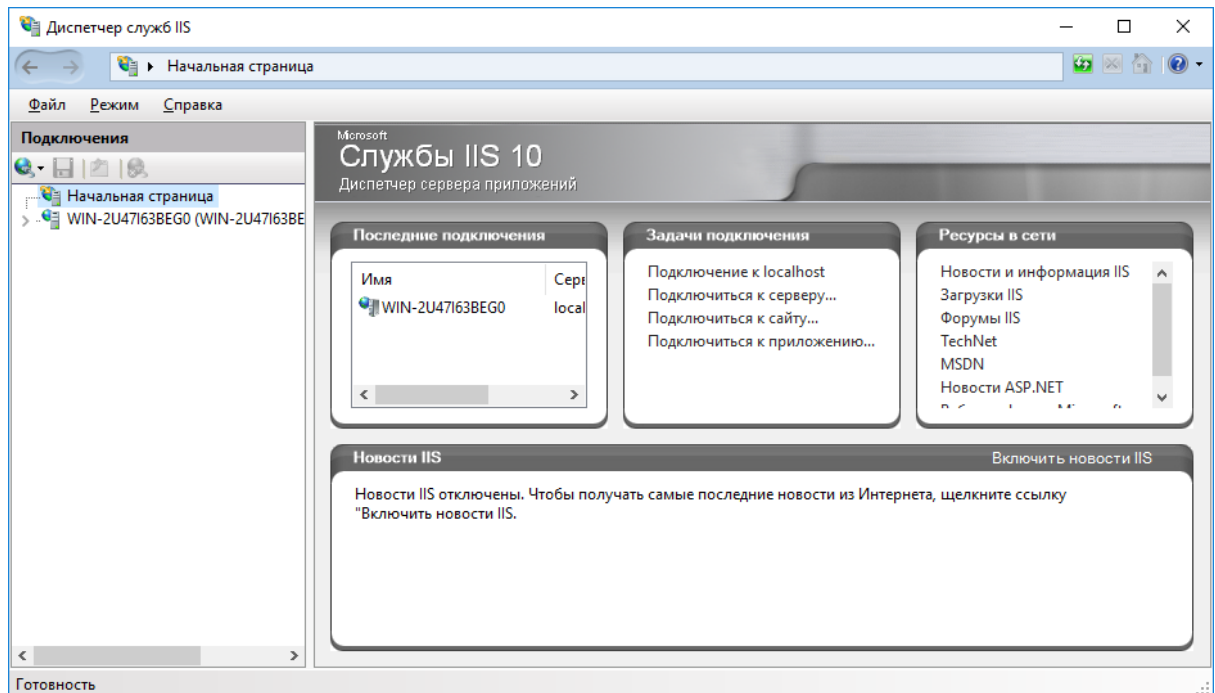 Диспетчер служб IIS
Начальная страница
Файл Режим Справка
Подключения
Начальная страница
WIN-2U47I63BEG0 (WIN-2U47I63BE
Microsoft
Службы IIS 10
Диспетчер сервера приложений
Последние подключения
Имя Серв
WIN-2U47I63BEG0 local
Задачи подключения
Подключение к localhost
Подключиться к серверу...
Подключиться к сайту...
Подключиться к приложению...
Ресурсы в сети
Новости и информация IIS
Загрузки IIS
Форумы IIS
TechNet
MSDN
Новости ASP.NET
Новости IIS Включить новости IIS
Новости IIS отключены. Чтобы получать самые последние новости из Интернета, щелкните ссылку
"Включить новости IIS.
Готовность